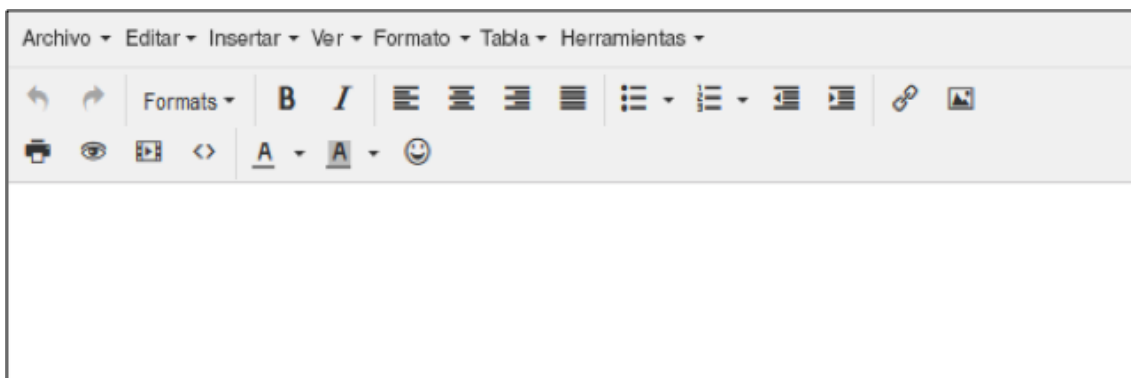 Archivo Editar Insertar Ver Formato Tabla Herramientas
Formats B I
A A